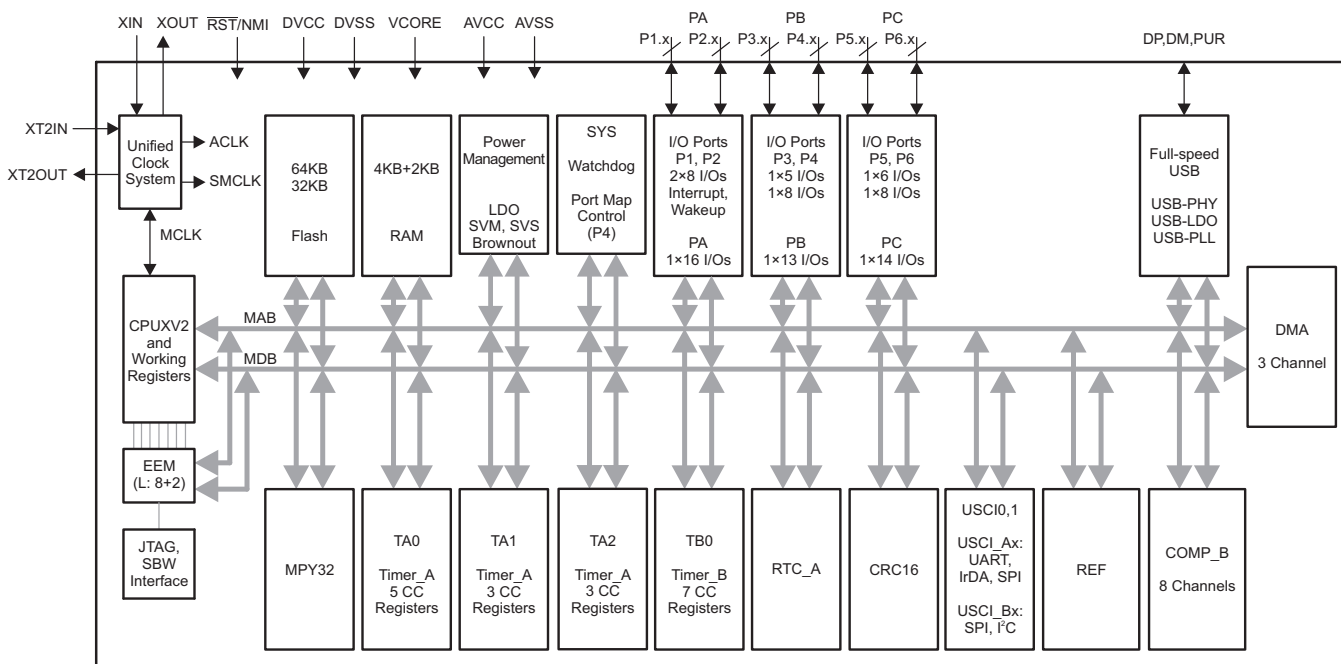 XIN XOUT RST/NMI DVCC DVSS VCORE AVCC AVSS PA PB PC
P1.x P2.x P3.x P4.x P5.x P6.x DP,DM,PUR
XT2IN
XT2OUT
Unified
Clock
System
ACLK
SMCLK
MCLK
64KB
32KB
Flash
4KB+2KB
RAM
Power
Management
LDO
SVM, SVS
Brownout
SYS
Watchdog
Port Map
Control
(P4)
I/O Ports
P1, P2
2×8 I/Os
Interrupt,
Wakeup
PA
1×16 I/Os
I/O Ports
P3, P4
1×5 I/Os
1×8 I/Os
PB
1×13 I/Os
I/O Ports
P5, P6
1×6 I/Os
1×8 I/Os
PC
1×14 I/Os
Full-speed
USB
USB-PHY
USB-LDO
USB-PLL
CPUXV2
and
Working
Registers
MAB
MDB
DMA
3 Channel
EEM
(L: 8+2)
JTAG,
SBW
Interface
MPY32
TA0
Timer_A
5 CC
Registers
TA1
Timer_A
3 CC
Registers
TA2
Timer_A
3 CC
Registers
TB0
Timer_B
7 CC
Registers
RTC_A
CRC16
USCI0,1
USCI_Ax:
UART,
IrDA, SPI
USCI_Bx:
SPI, I²C
REF
COMP_B
8 Channels